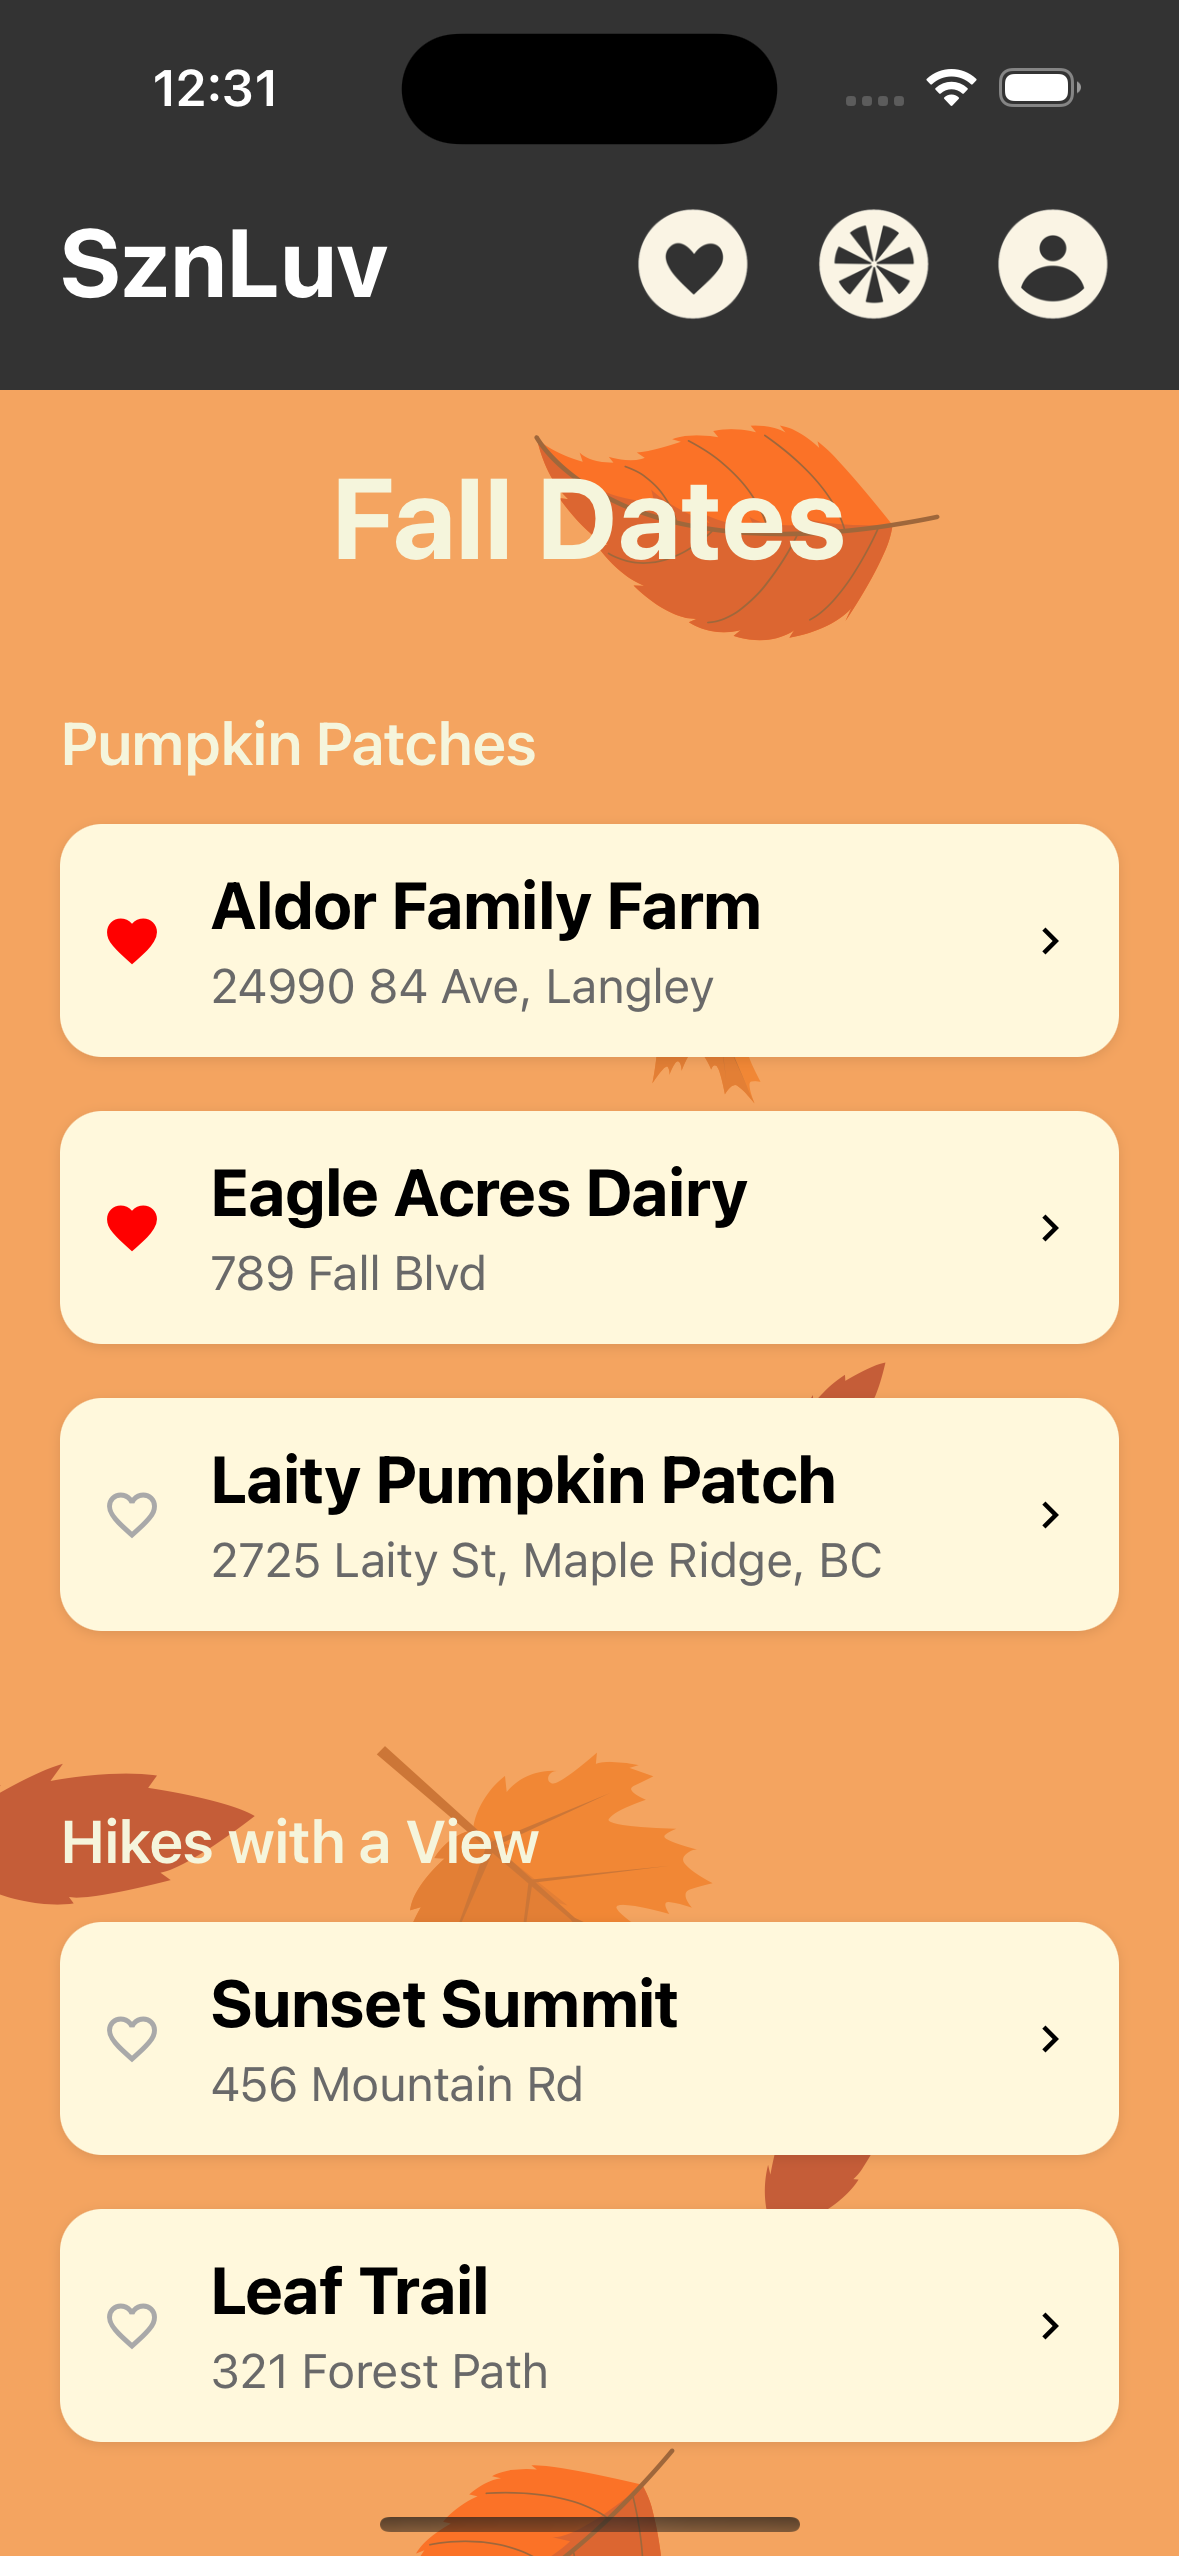 12:31
SznLuv
Fall Dates
Pumpkin Patches
Aldor Family Farm
24990 84 Ave, Langley
Eagle Acres Dairy
789 Fall Blvd
Laity Pumpkin Patch
2725 Laity St, Maple Ridge, BC
Hikes with a View
Sunset Summit
456 Mountain Rd
Leaf Trail
321 Forest Path